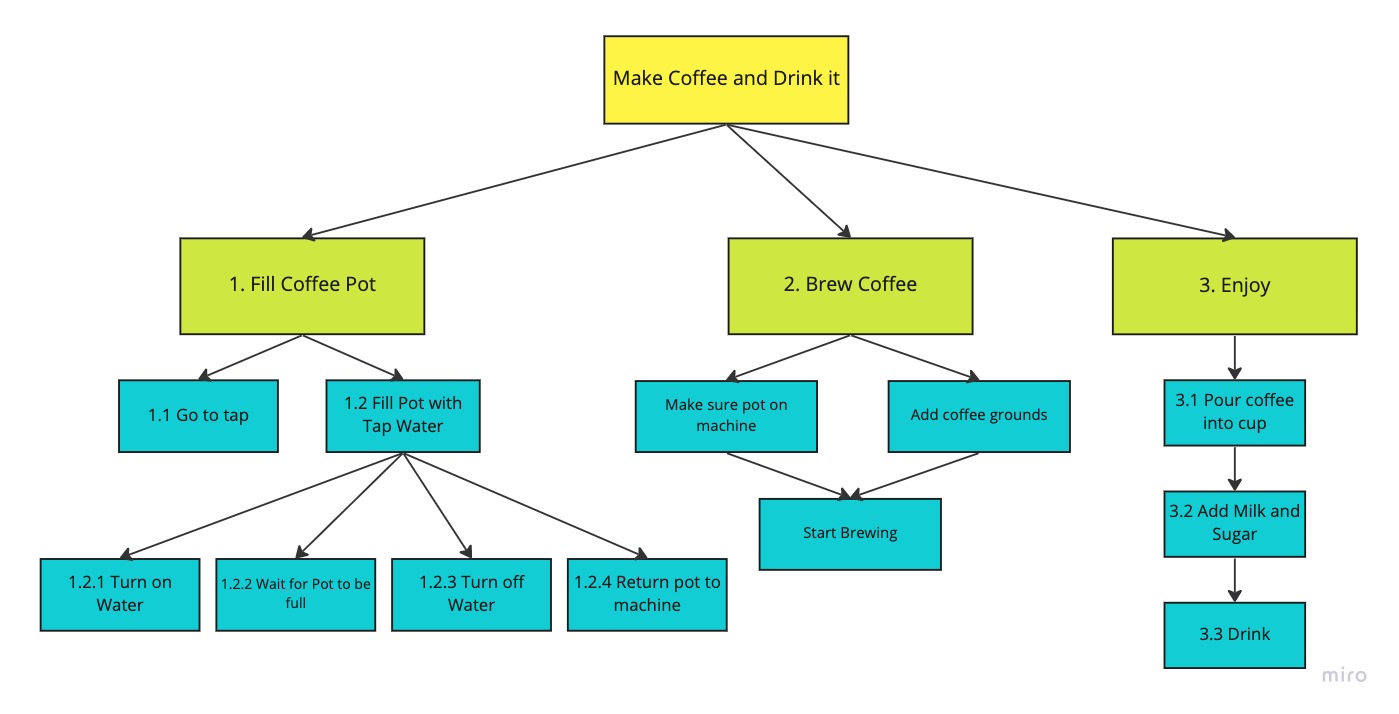 Make Coffee and Drink it
1. Fill Coffee Pot
2. Brew Coffee
3. Enjoy
1.1 Go to tap
1.2 Fill Pot with
Tap Water
Make sure pot on
machine
Add coffee grounds
3.1 Pour coffee
into cup
Start Brewing
3.2 Add Milk and
Sugar
1.2.1 Turn on
Water
1.2.2 Wait for Pot to be
full
1.2.3 Turn off
Water
1.2.4 Return pot to
machine
3.3 Drink
miro